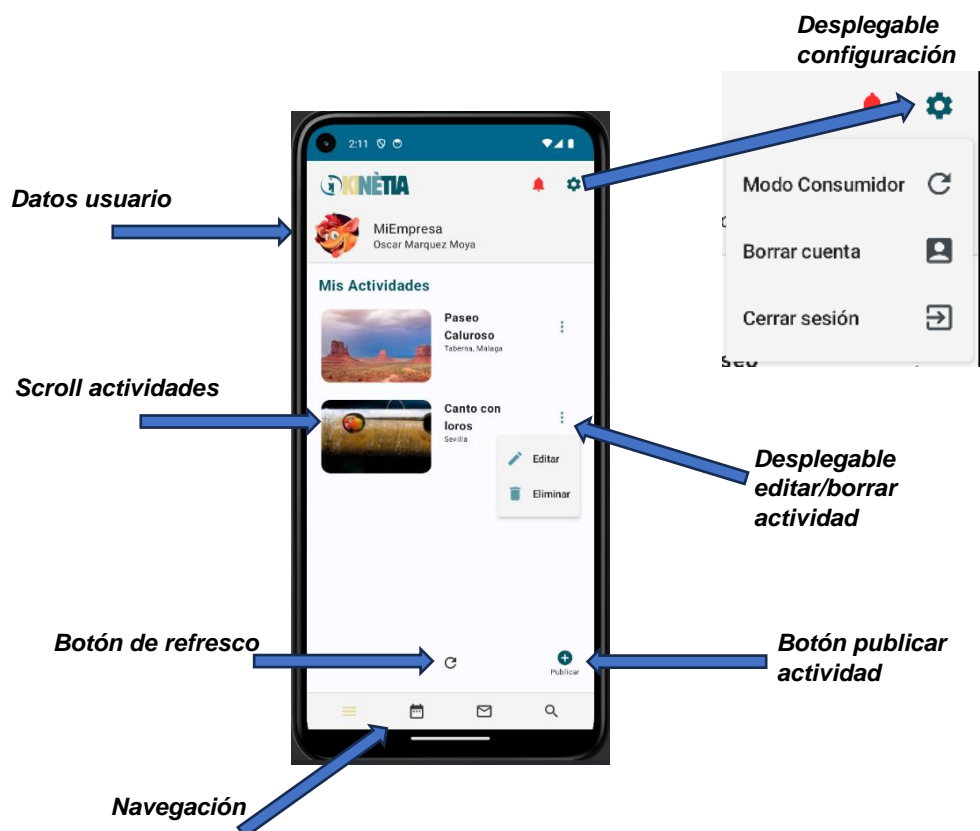 Desplegable
configuración
Modo Consumidor
Borrar cuenta
Cerrar sesión
2:11
KINÈTIA
Datos usuario
MiEmpresa
Oscar Marquez Moya
Mis Actividades
Paseo
Caluroso
Taberna, Malaga
Scroll actividades
Canto con
loros
Sevilla
Editar
Eliminar
Desplegable
editar/borrar
actividad
Botón de refresco
Publicar
Botón publicar
actividad
Navegación